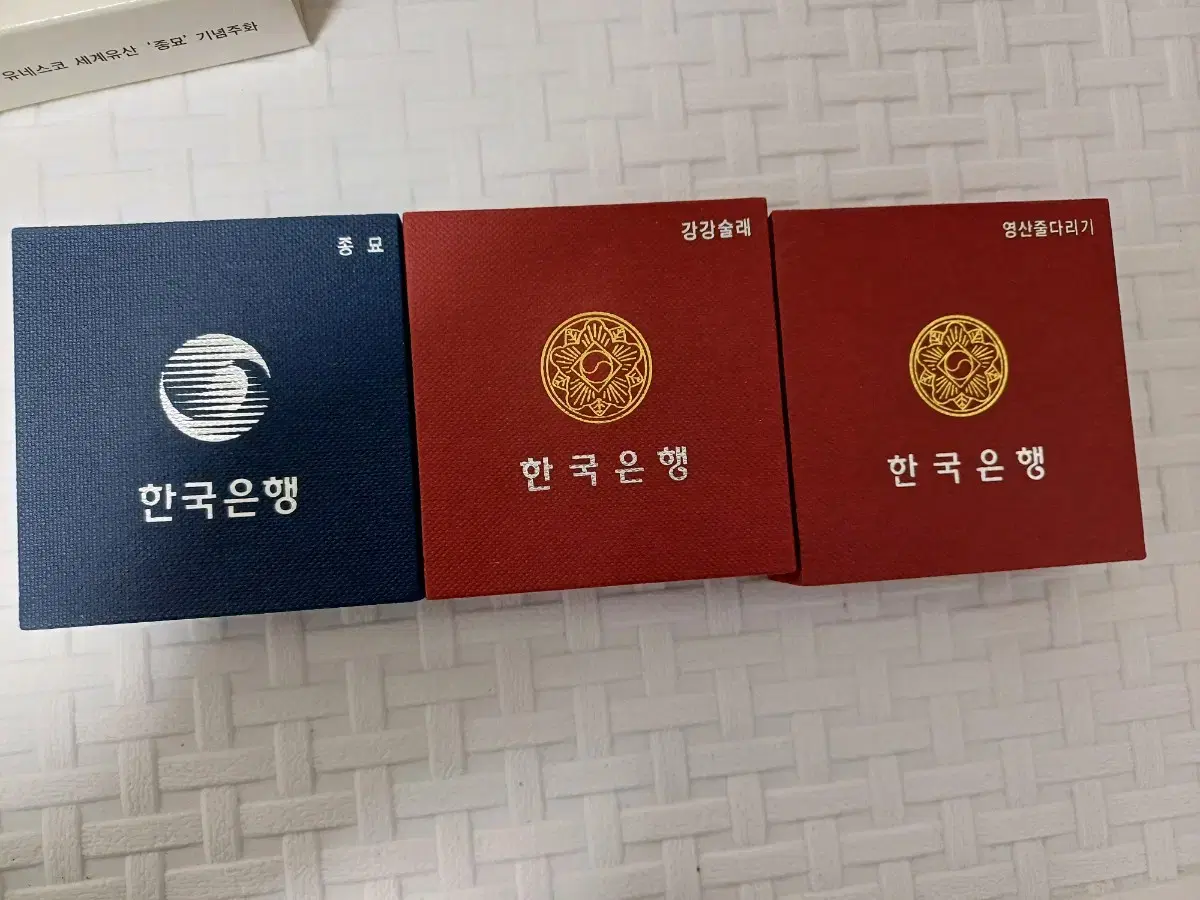 유네스코 세계유산 '종묘' 기념주화
종 묘
한국은행
강강술래
한국은행
영산줄다리기
한국은행